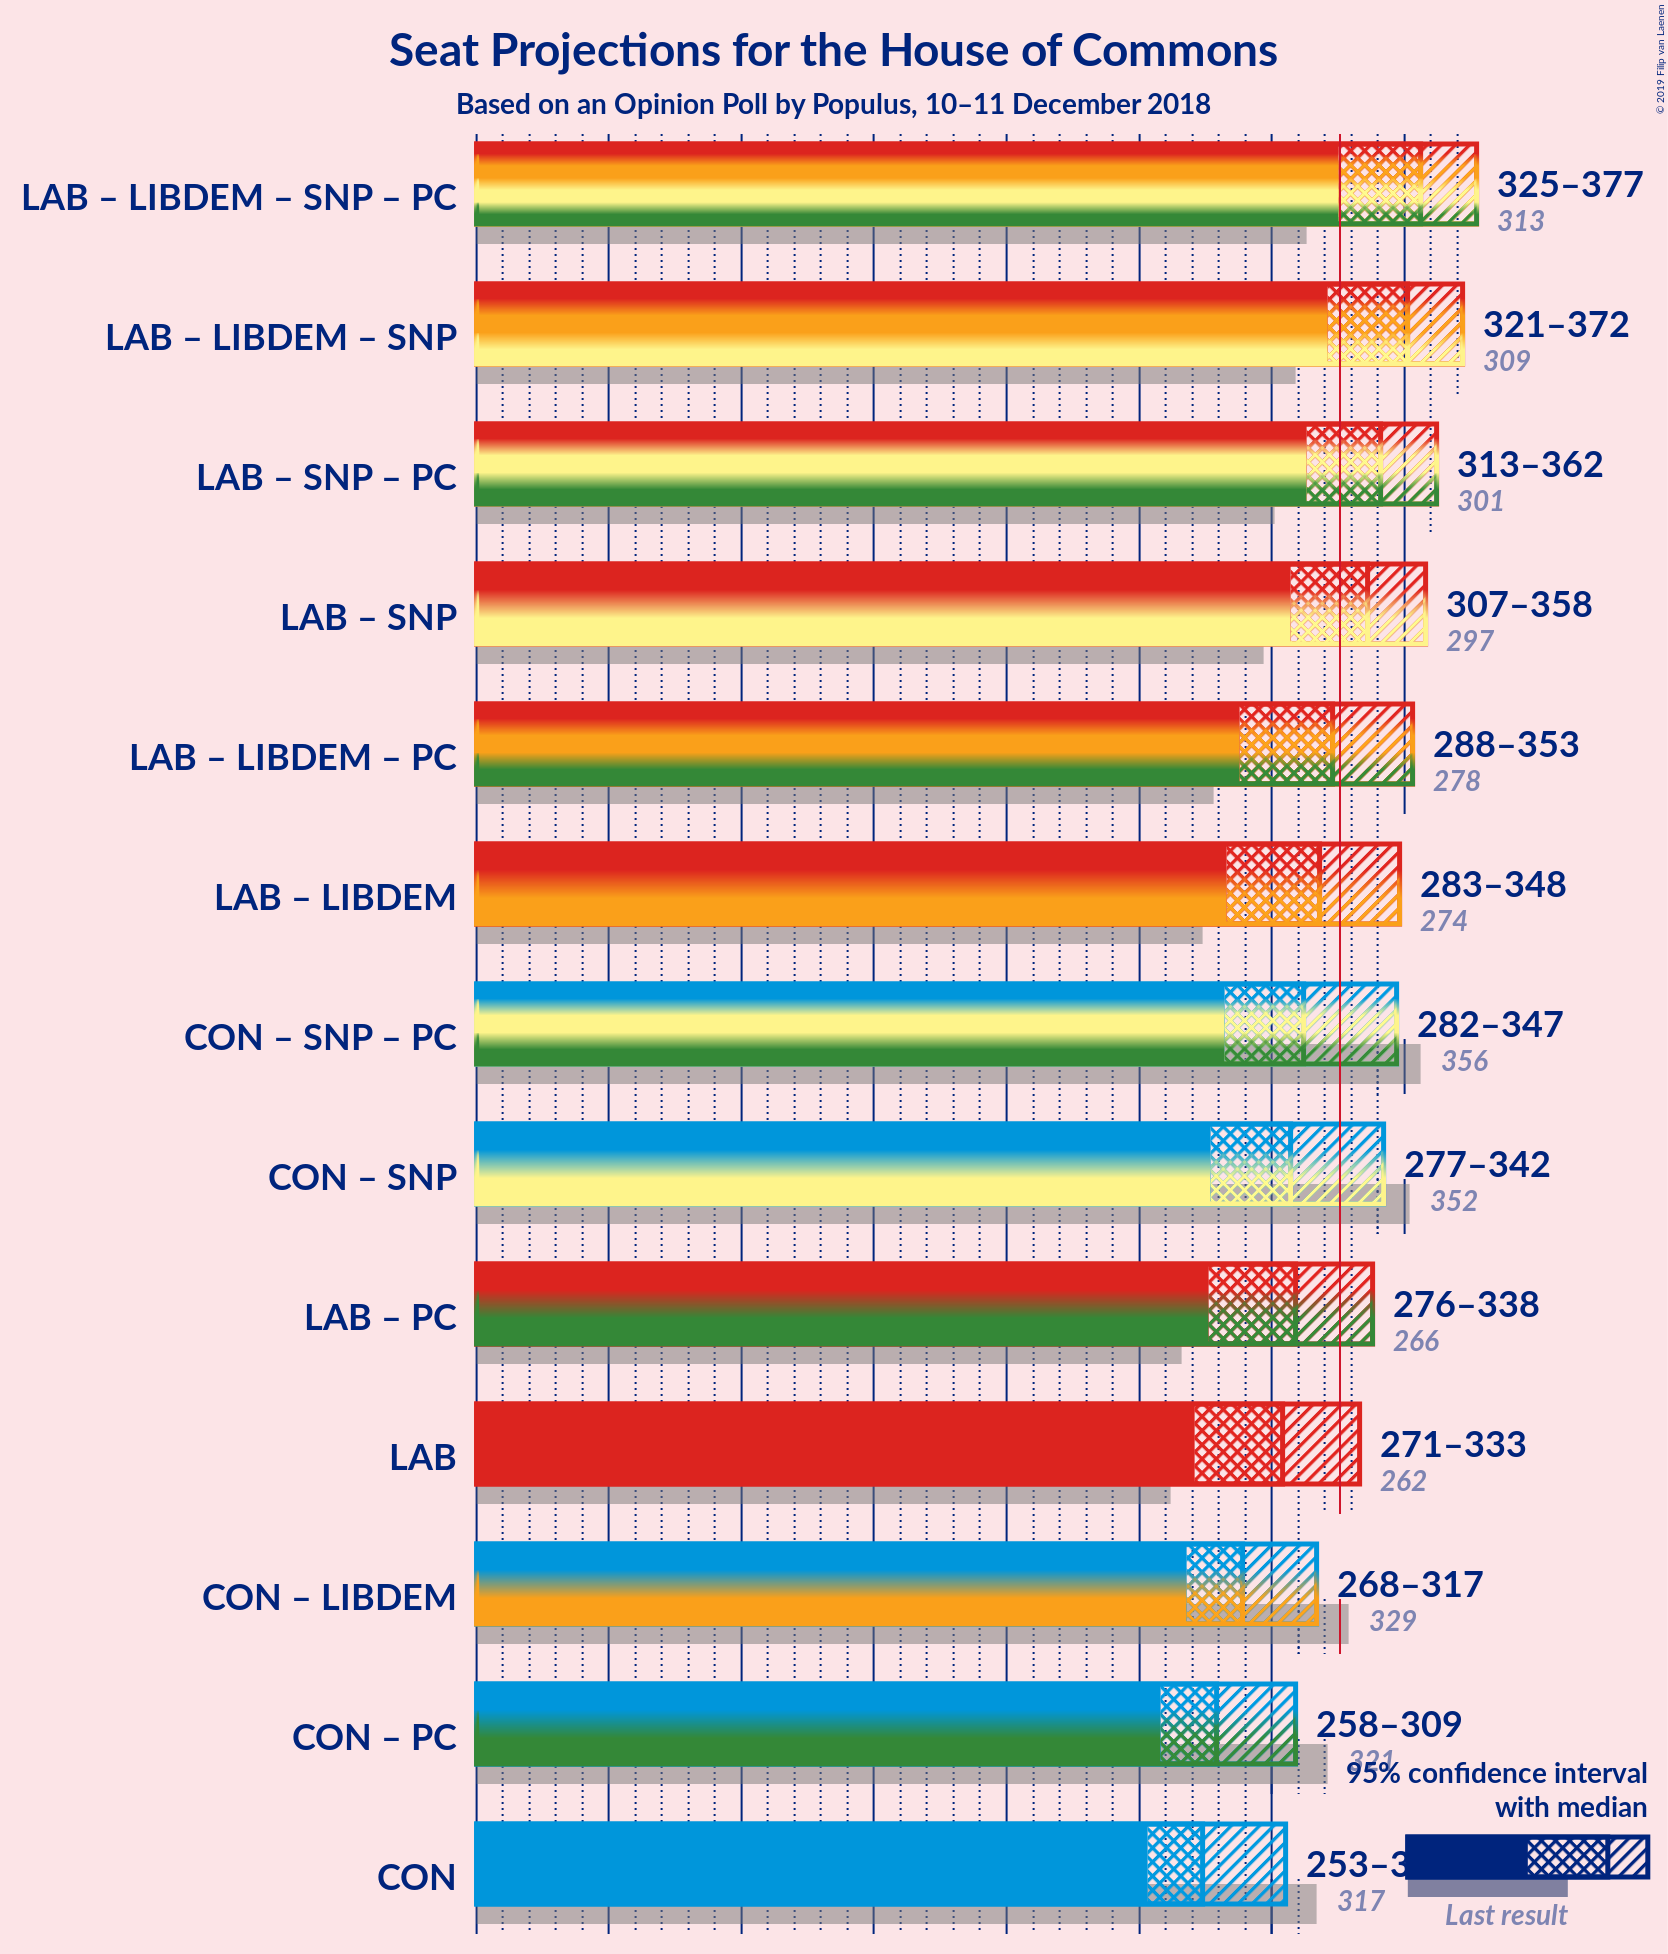 Seat Projections for the House of Commons
Based on an Opinion Poll by Populus, 10–11 December 2018
© 2019 Filip van Laenen
LAB – LIBDEM – SNP – PC
325–377
313
LAB – LIBDEM – SNP
321–372
309
LAB – SNP – PC
313–362
301
LAB – SNP
307–358
297
LAB – LIBDEM – PC
288–353
278
LAB – LIBDEM
283–348
274
CON – SNP – PC
282–347
356
CON – SNP
277–342
352
LAB – PC
276–338
266
LAB
271–333
262
CON – LIBDEM
268–317
329
CON – PC
258–309
321
95% confidence interval
with median
CON
253–3
317
Last result